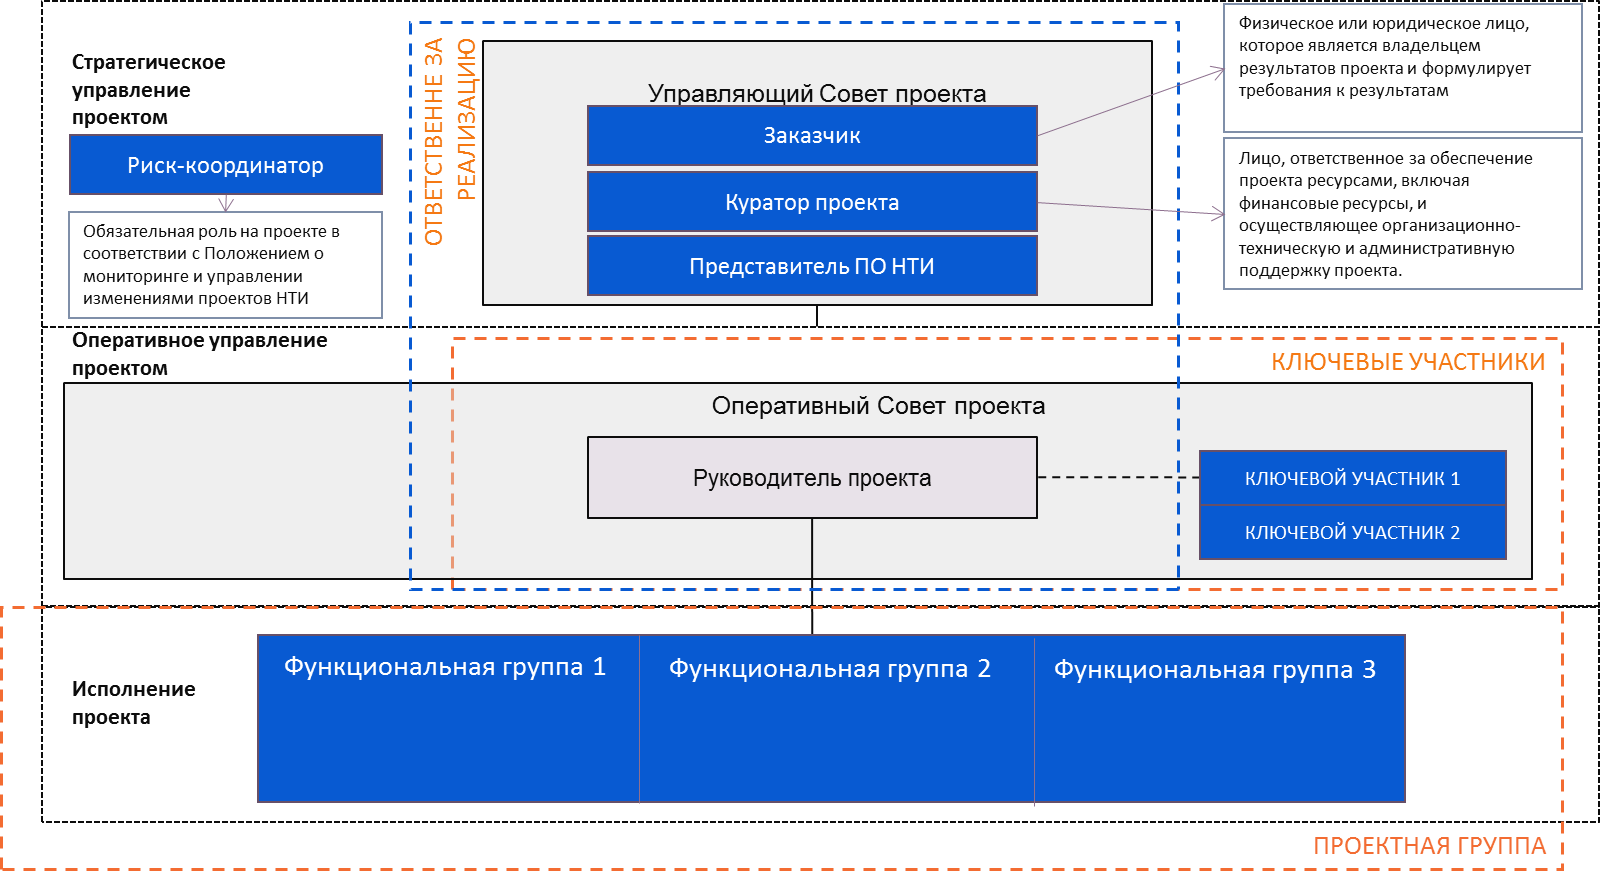 Стратегическое
управление
проектом
Риск-координатор
Обязательная роль на проекте в
соответствии с Положением о
мониторинге и управлении
изменениями проектов НТИ
ОТВЕТСТВЕННЕ ЗА
РЕАЛИЗАЦИЮ
Управляющий Совет проекта
Заказчик
Куратор проекта
Представитель ПО НТИ
Физическое или юридическое лицо,
которое является владельцем
результатов проекта и формулирует
требования к результатам
Лицо, ответственное за обеспечение
проекта ресурсами, включая
финансовые ресурсы, и
осуществляющее организационно-
техническую и административную
поддержку проекта.
Оперативное управление
проектом
КЛЮЧЕВЫЕ УЧАСТНИКИ
Оперативный Совет проекта
Руководитель проекта
КЛЮЧЕВОЙ УЧАСТНИК 1
КЛЮЧЕВОЙ УЧАСТНИК 2
Исполнение
проекта
Функциональная группа 1
Функциональная группа 2
Функциональная группа 3
ПРОЕКТНАЯ ГРУППА